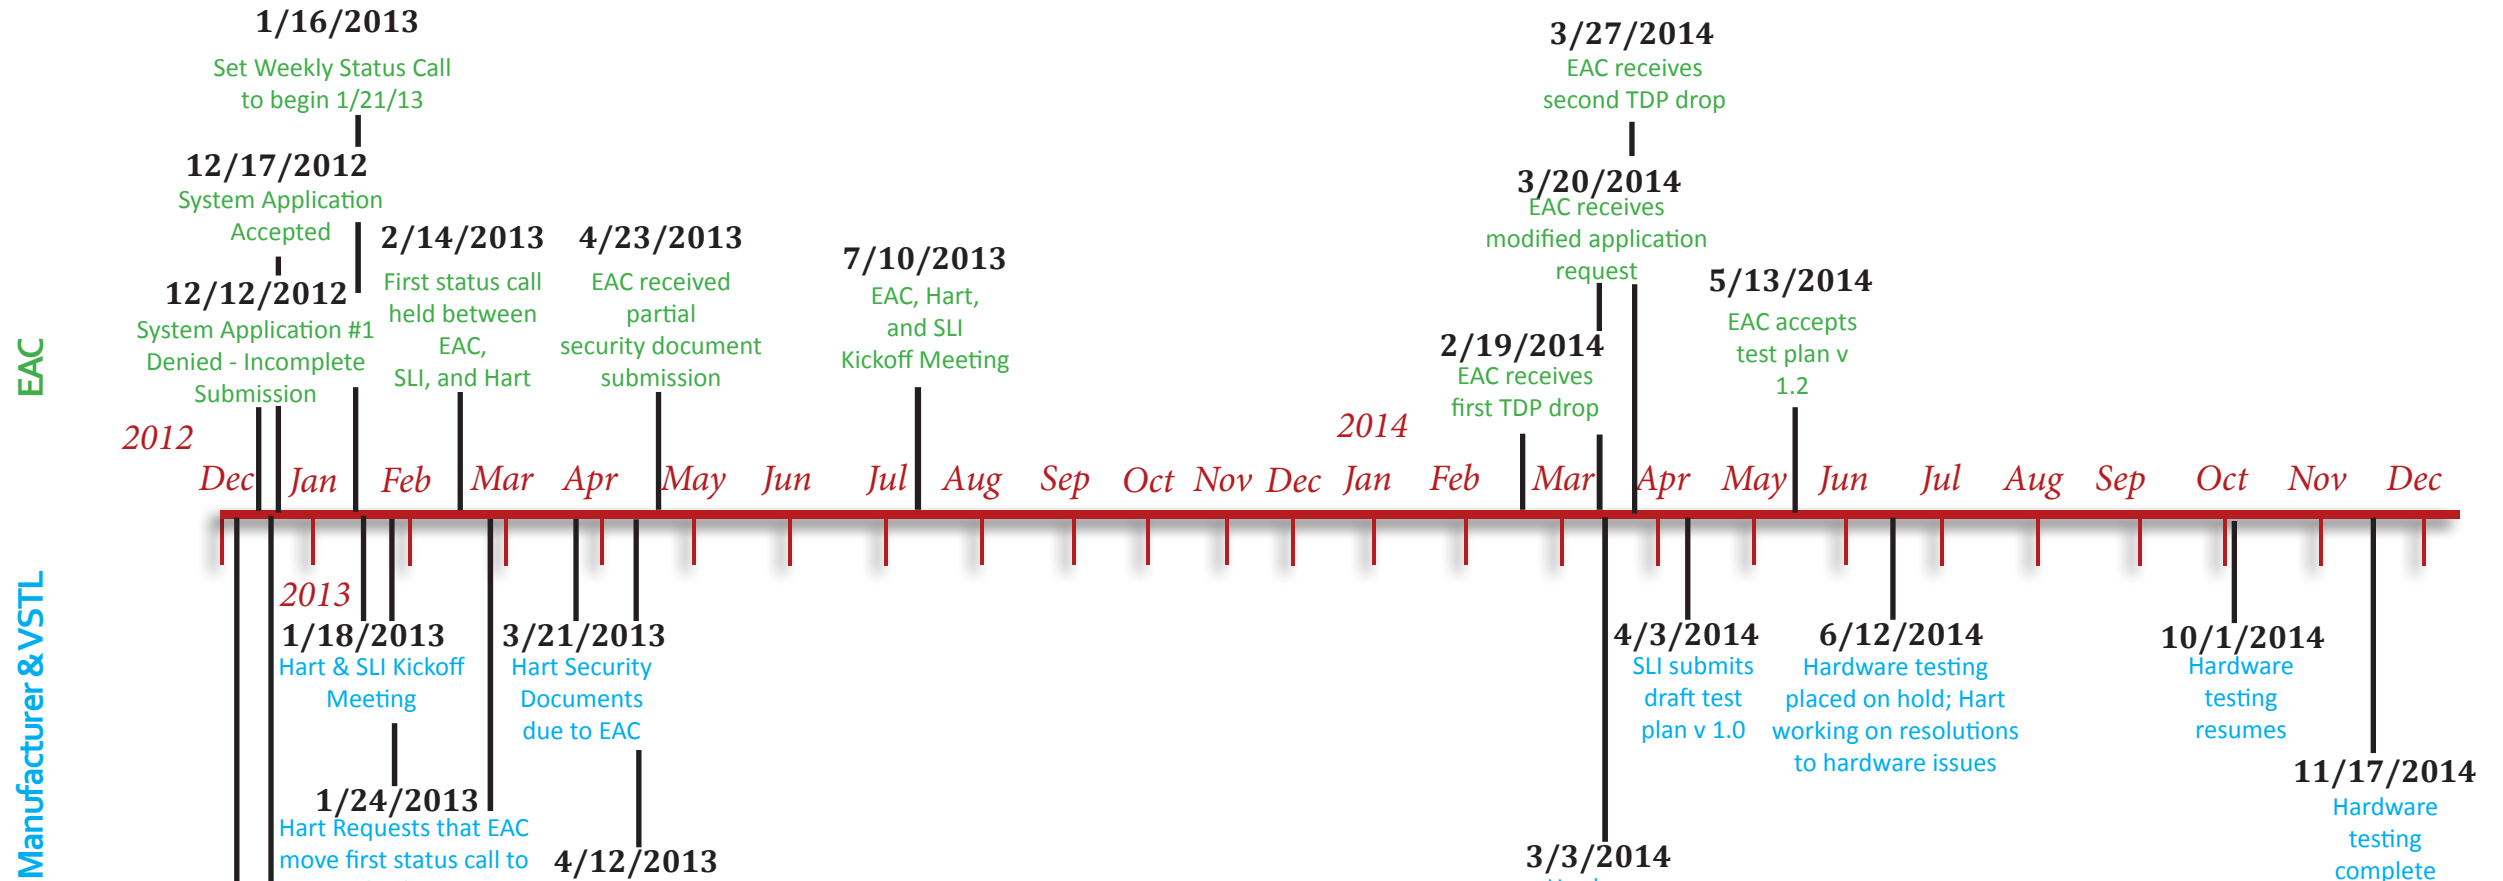 1/16/2013
Set Weekly Status Call
to begin 1/21/13
12/17/2012
System Application
Accepted
12/12/2012
System Application #1
Denied - Incomplete
Submission
2/14/2013
First status call
held between
EAC,
SLI, and Hart
4/23/2013
EAC received
partial
security document
submission
7/10/2013
EAC, Hart,
and SLI
Kickoff Meeting
3/27/2014
EAC receives
second TDP drop
3/20/2014
EAC receives
modified application
request
2/19/2014
EAC receives
first TDP drop
5/13/2014
EAC accepts
test plan v
1.2
EAC
2012
2014
Dec Jan Feb Mar Apr May Jun Jul Aug Sep Oct Nov Dec Jan Feb Mar Apr May Jun Jul Aug Sep Oct Nov Dec
2013
Manufacturer & VSTL
1/18/2013
Hart & SLI Kickoff
Meeting
1/24/2013
Hart Requests that EAC
move first status call to
3/21/2013
Hart Security
Documents
due to EAC
4/12/2013
3/3/2014
4/3/2014
SLI submits
draft test
plan v 1.0
6/12/2014
Hardware testing
placed on hold; Hart
working on resolutions
to hardware issues
10/1/2014
Hardware
testing
resumes
11/17/2014
Hardware
testing
complete